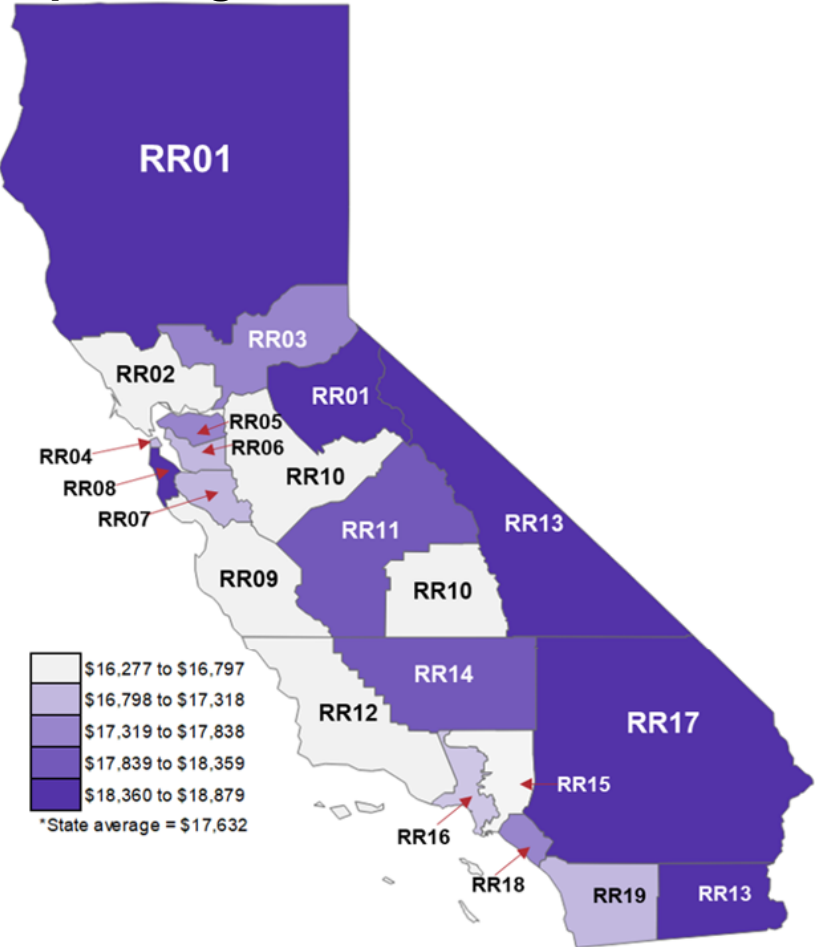 RR01
RR03
RR02
RR01
RR05
RR04
RR06
RR10
RR08
RR07
RR11
RR13
RR09
RR10
$16,277 to $16,797
$16,798 to $17,318
$17,319 to $17,838
$17,839 to $18,359
$18,360 to $18,879
*State average = $17,632
RR14
RR12
RR17
RR15
RR16
RR18
RR19
RR13